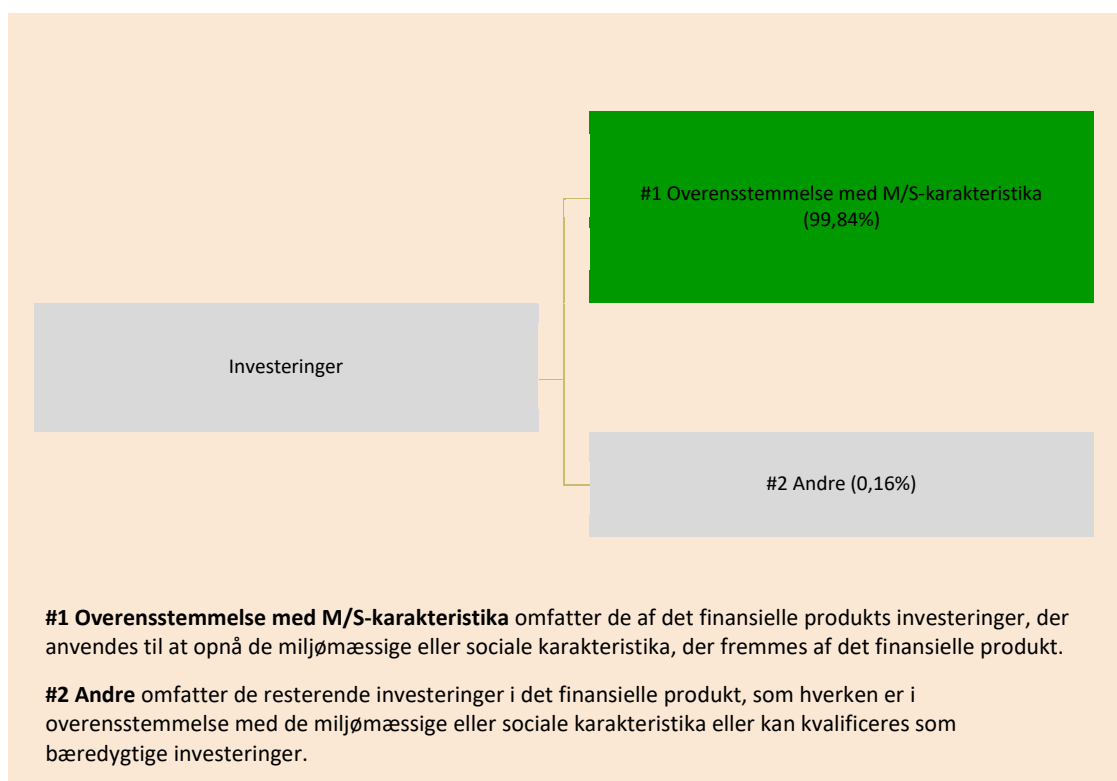 #1 Overensstemmelse med M/S-karakteristika
(99,84%)
Investeringer
#2 Andre (0,16%)
#1 Overensstemmelse med M/S-karakteristika omfatter de af det finansielle produkts investeringer, der
anvendes til at opnå de miljømæssige eller sociale karakteristika, der fremmes af det finansielle produkt.
#2 Andre omfatter de resterende investeringer i det finansielle produkt, som hverken er i
overensstemmelse med de miljømæssige eller sociale karakteristika eller kan kvalificeres som
bæredygtige investeringer.